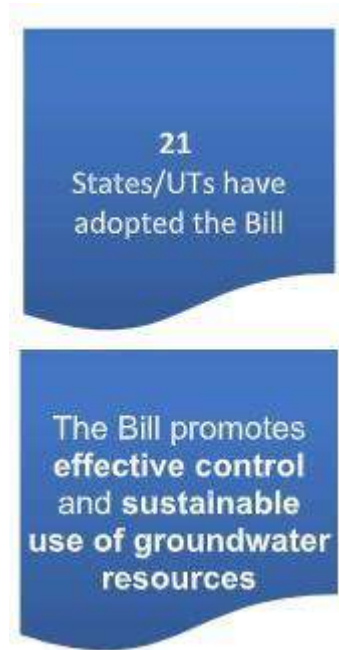 21
States/UTs have
adopted the Bill
The Bill promotes
effective control
and sustainable
use of groundwater
resources